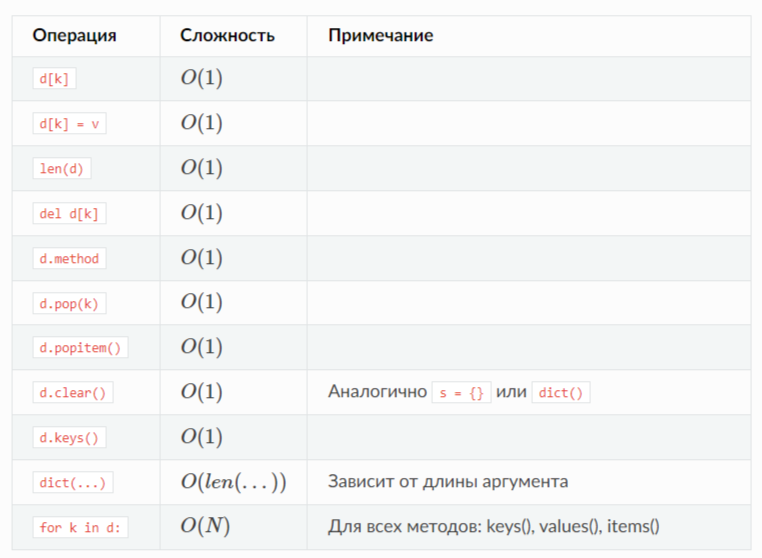 Операция Сложность Примечание
d[k] O(1)
d[k] = v O(1)
len(d) O(1)
del d[k] O(1)
d.method O(1)
d.pop(k) O(1)
d.popitem() O(1)
d.clear() O(1) Аналогично s = {} или dict()
d.keys() O(1)
dict(...) O(len(...)) Зависит от длины аргумента
for k in d: O(N) Для всех методов: keys(), values(), items()